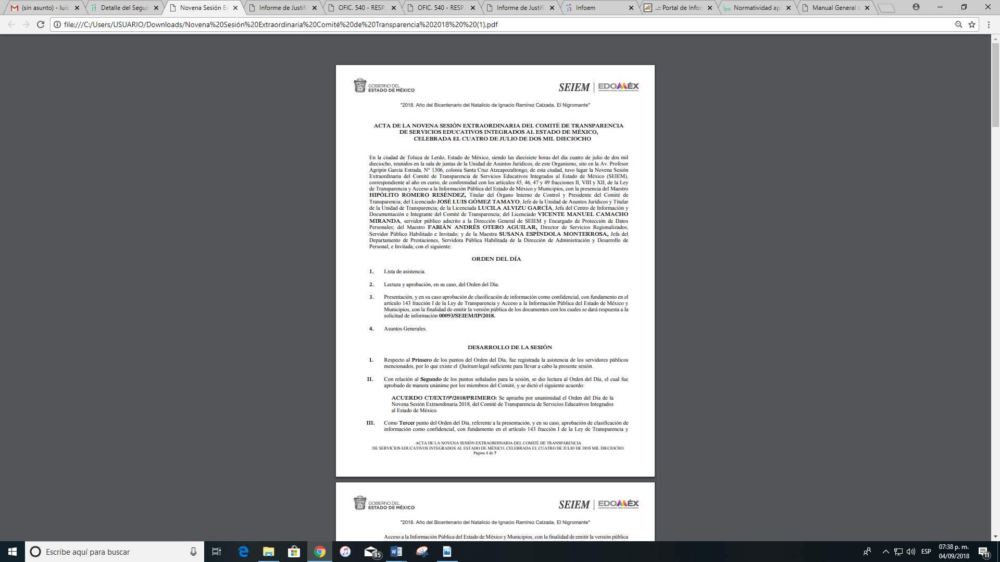 (sin asunto) - luis
Detalle del Seguim
Novena Sesión Ex
Informe de Justifi
OFIC. 540 - RESP.
OFIC. 540 - RESP.
Informe de Justifi
Infoem
..:: Portal de Infor
Normatividad apl
Manual General d
file:///C:/Users/USUARIO/Downloads/Novena%20Sesión%20Extraordinaria%20Comité%20de%20Transparencia%202018%20%20(1).pdf
GOBIERNO DEL
ESTADO DE MÉXICO
SEIEM EDOMÉX
"2018. Año del Bicentenario del Natalicio de Ignacio Ramírez Calzada, El Nigromante"
ACTA DE LA NOVENA SESIÓN EXTRAORDINARIA DEL COMITÉ DE TRANSPARENCIA
DE SERVICIOS EDUCATIVOS INTEGRADOS AL ESTADO DE MÉXICO,
CELEBRADA EL CUATRO DE JULIO DE DOS MIL DIECIOCHO
En la ciudad de Toluca de Lerdo, Estado de México, siendo las diecisiete horas del día cuatro de julio de dos mil
dieciocho, reunidos en la sala de juntas de la Unidad de Asuntos Jurídicos, de este Organismo, sito en la Av. Profesor
Agripín García Estrada, N° 1306, colonia Santa Cruz Atzcapozaltongo, de esta ciudad, tuvo lugar la Novena Sesión
Extraordinaria del Comité de Transparencia de Servicios Educativos Integrados al Estado de México (SEIEM),
correspondiente al año en curso, de conformidad con los artículos 45, 46, 47 y 49 fracciones II, VIII y XII, de la Ley
de Transparencia y Acceso a la Información Pública del Estado de México y Municipios, con la presencia del Maestro
HIPÓLITO ROMERO RESÉNDEZ, Titular del Órgano Interno de Control y Presidente del Comité de
Transparencia; del Licenciado JOSÉ LUIS GÓMEZ TAMAYO, Jefe de la Unidad de Asuntos Jurídicos y Titular
de la Unidad de Transparencia; de la Licenciada LUCILA ALVIZU GARCÍA, Jefa del Centro de Información y
Documentación e Integrante del Comité de Transparencia; del Licenciado VICENTE MANUEL CAMACHO
MIRANDA, servidor público adscrito a la Dirección General de SEIEM y Encargado de Protección de Datos
Personales; del Maestro FABIÁN ANDRÉS OTERO AGUILAR, Director de Servicios Regionalizados,
Servidor Público Habilitado e Invitado; y de la Maestra SUSANA ESPÍNDOLA MONTERROSA, Jefa del
Departamento de Prestaciones, Servidora Pública Habilitada de la Dirección de Administración y Desarrollo de
Personal, e Invitada; con el siguiente:
ORDEN DEL DÍA
1. Lista de asistencia.
2. Lectura y aprobación, en su caso, del Orden del Día.
3. Presentación, y en su caso aprobación de clasificación de información como confidencial, con fundamento en el
artículo 143 fracción I de la Ley de Transparencia y Acceso a la Información Pública del Estado de México y
Municipios, con la finalidad de emitir la versión pública de los documentos con los cuales se dará respuesta a la
solicitud de información 00093/SEIEM/IP/2018.
4. Asuntos Generales.
DESARROLLO DE LA SESIÓN
I. Respecto al Primero de los puntos del Orden del Día, fue registrada la asistencia de los servidores públicos
mencionados, por lo que existe el Quórum legal suficiente para llevar a cabo la presente sesión.
II. Con relación al Segundo de los puntos señalados para la sesión, se dio lectura al Orden del Día, el cual fue
aprobado de manera unánime por los miembros del Comité, y se dictó el siguiente acuerdo:
ACUERDO CT/EXT/9ª/2018/PRIMERO: Se aprueba por unanimidad el Orden del Día de la
Novena Sesión Extraordinaria 2018, del Comité de Transparencia de Servicios Educativos Integrados
al Estado de México.
III. Como Tercer punto del Orden del Día, referente a la presentación, y en su caso, aprobación de clasificación de
información como confidencial, con fundamento en el artículo 143 fracción I de la Ley de Transparencia y
ACTA DE LA NOVENA SESIÓN EXTRAORDINARIA DEL COMITÉ DE TRANSPARENCIA
DE SERVICIOS EDUCATIVOS INTEGRADOS AL ESTADO DE MÉXICO, CELEBRADA EL CUATRO DE JULIO DE DOS MIL DIECIOCHO.
Página 1 de 7
GOBIERNO DEL
ESTADO DE MÉXICO
SEIEM EDOMÉX
"2018. Año del Bicentenario del Natalicio de Ignacio Ramírez Calzada, El Nigromante"
Acceso a la Información Pública del Estado de México y Municipios, con la finalidad de emitir la versión pública
Escribe aquí para buscar
35
ESP
07:38 p. m.
04/09/2018
11